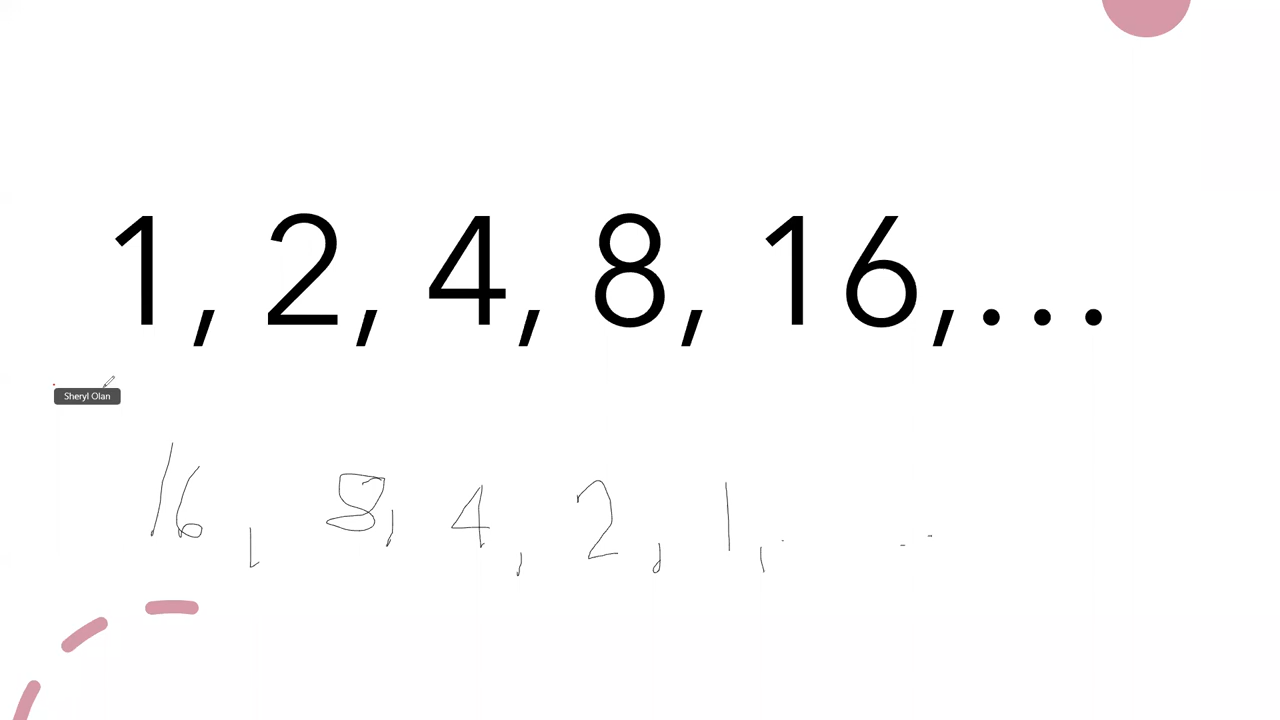 1, 2, 4, 8, 16,...
Sheryl Olan
16, 8, 4, 2, 1, ...